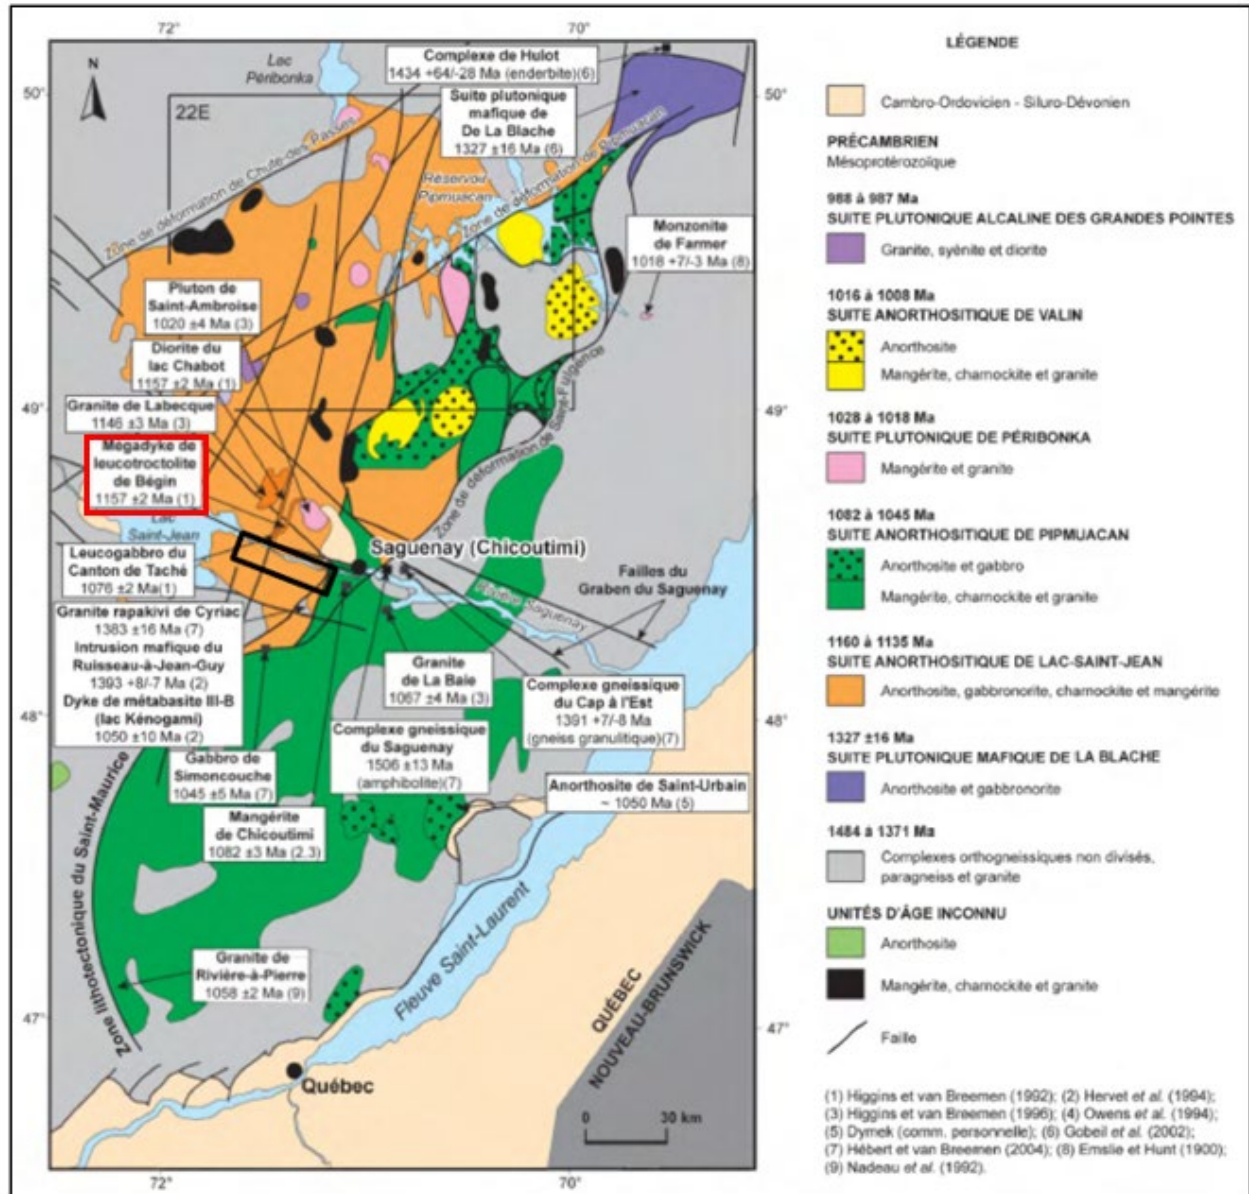 72°
70°
N
Lac
Péribonka
Complexe de Hulot
1434 +64/-28 Ma (enderbite)(6)
50°
50°
22E
Suite plutonique
mafique de
De La Blache
1327 ±16 Ma (6)
Zone de déformation de Chute-des-Passes
Réservoir
Pipmuacan
Zone de déformation de Pipmuacan
Monzonite
de Farmer
1018 +7/-3 Ma (8)
Pluton de
Saint-Ambroise
1020 ±4 Ma (3)
Diorite du
lac Chabot
1157 ±2 Ma (1)
49°
49°
Granite de Labecque
1146 ±3 Ma (3)
Mégadyke de
leucotroctolite
de Bégin
1157 ±2 Ma (1)
Zone de déformation de Saint-Fulgence
Lac
Saint-Jean
Saguenay (Chicoutimi)
Leucogabbro du
Canton de Taché
1076 ±2 Ma(1)
Failles du
Graben du Saguenay
Rivière Saguenay
Granite rapakivi de Cyriac
1383 ±16 Ma (7)
Intrusion mafique du
Ruisseau-à-Jean-Guy
1393 +8/-7 Ma (2)
Dyke de métabasite III-B
(lac Kénogami)
1050 ±10 Ma (2)
Granite
de La Baie
1067 ±4 Ma (3)
Complexe gneissique
du Cap à l'Est
1391 +7/-8 Ma
(gneiss granulitique)(7)
48°
48°
Complexe gneissique
du Saguenay
1506 ±13 Ma
(amphibolite)(7)
Gabbro de
Simoncouche
1045 ±5 Ma (7)
Anorthosite de Saint-Urbain
~ 1050 Ma (5)
Mangérite
de Chicoutimi
1082 ±3 Ma (2.3)
Zone lithotectonique du Saint-Maurice
Granite de
Rivière-à-Pierre
1058 ±2 Ma (9)
Fleuve Saint-Laurent
QUÉBEC
NOUVEAU-BRUNSWICK
47°
47°
Québec
0 30 km
72°
70°
LÉGENDE
Cambro-Ordovicien - Siluro-Dévonien
PRÉCAMBRIEN
Mésoprotérozoïque
988 à 987 Ma
SUITE PLUTONIQUE ALCALINE DES GRANDES POINTES
Granite, syénite et diorite
1016 à 1008 Ma
SUITE ANORTHOSITIQUE DE VALIN
Anorthosite
Mangérite, charnockite et granite
1028 à 1018 Ma
SUITE PLUTONIQUE DE PÉRIBONKA
Mangérite et granite
1082 à 1045 Ma
SUITE ANORTHOSITIQUE DE PIPMUACAN
Anorthosite et gabbro
Mangérite, charnockite et granite
1160 à 1135 Ma
SUITE ANORTHOSITIQUE DE LAC-SAINT-JEAN
Anorthosite, gabbronorite, charnockite et mangérite
1327 ±16 Ma
SUITE PLUTONIQUE MAFIQUE DE LA BLACHE
Anorthosite et gabbronorite
1484 à 1371 Ma
Complexes orthogneissiques non divisés,
paragneiss et granite
UNITÉS D'ÂGE INCONNU
Anorthosite
Mangérite, charnockite et granite
Faille
(1) Higgins et van Breemen (1992); (2) Hervet et al. (1994);
(3) Higgins et van Breemen (1996); (4) Owens et al. (1994);
(5) Dymek (comm. personnelle); (6) Gobeil et al. (2002);
(7) Hébert et van Breemen (2004); (8) Emslie et Hunt (1900);
(9) Nadeau et al. (1992).